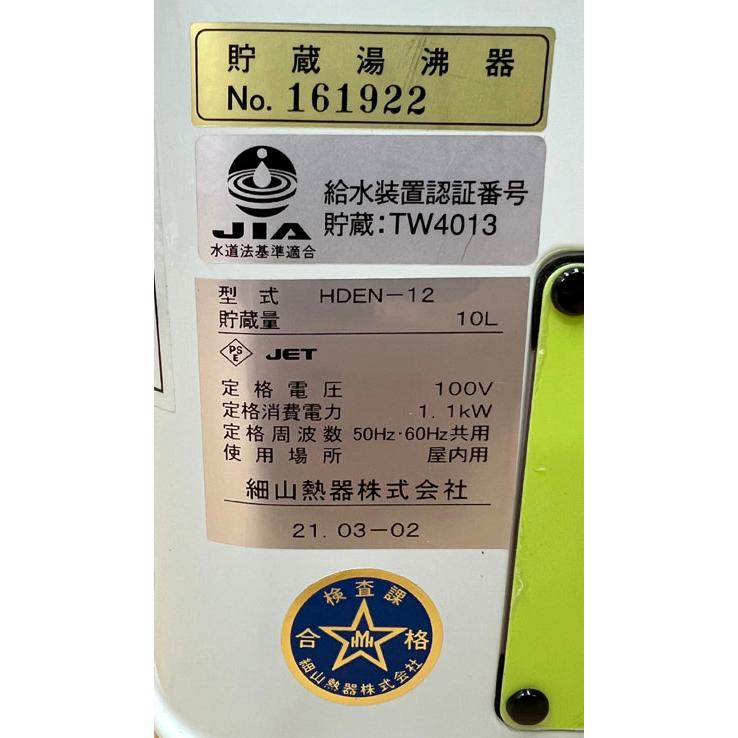 貯蔵湯沸器
No. 161922
JIA
水道法基準適合
給水装置認証番号
貯蔵:TW4013
型式 HDEN-12
貯蔵量 10L
PSE JET
定格電圧 100V
定格消費電力 1.1kW
定格周波数 50Hz・60Hz共用
使用場所 屋内用
細山熱器株式会社
21.03-02
検査課
合格
HMH
細山熱器株式会社